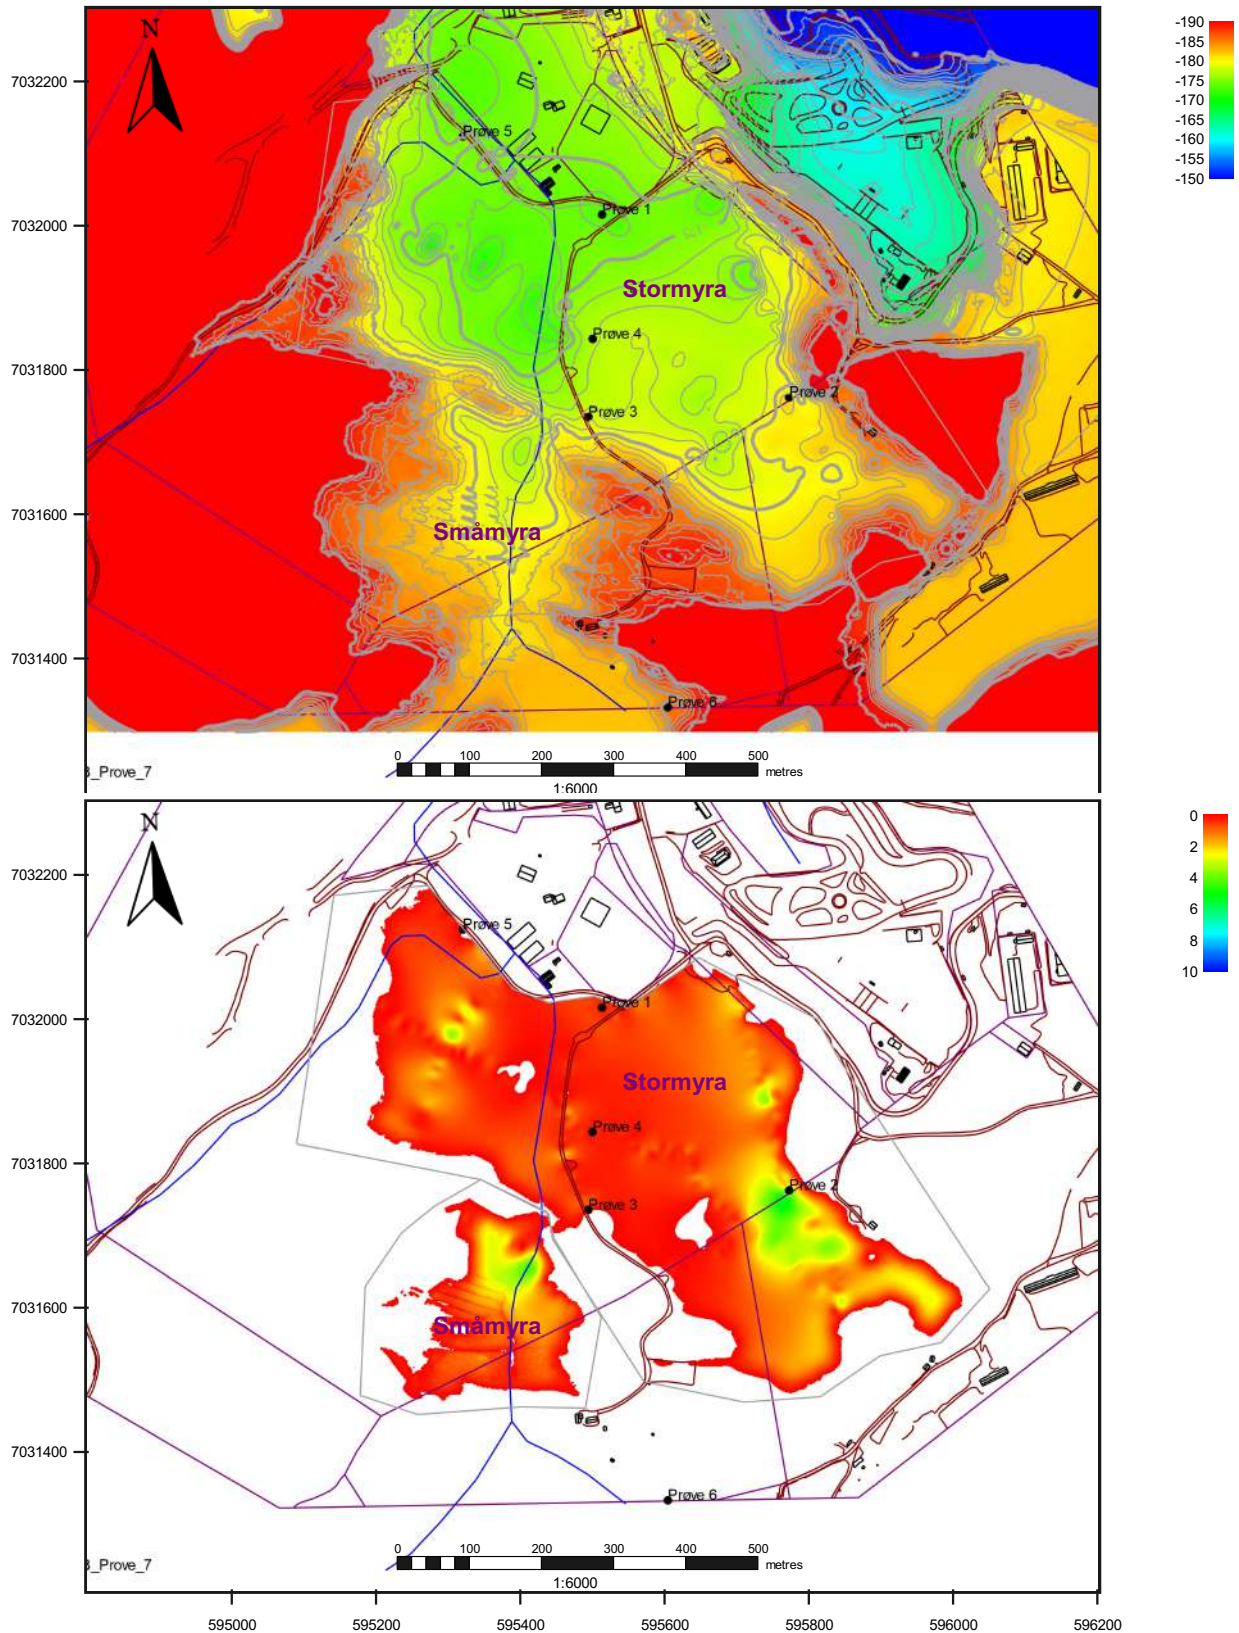 N
-190
-185
-180
-175
-170
-165
-160
-155
-150
7032200
7032000
7031800
7031600
7031400
Prøve 5
Prøve 1
Stormyra
Prøve 4
Prøve 2
Prøve 3
Småmyra
Prøve 6
0 100 200 300 400 500
metres
1:6000
_Prove_7
N
0
2
4
6
8
10
7032200
7032000
7031800
7031600
7031400
Prøve 5
Prøve 1
Stormyra
Prøve 4
Prøve 2
Prøve 3
Småmyra
Prøve 6
0 100 200 300 400 500
metres
1:6000
_Prove_7
595000 595200 595400 595600 595800 596000 596200